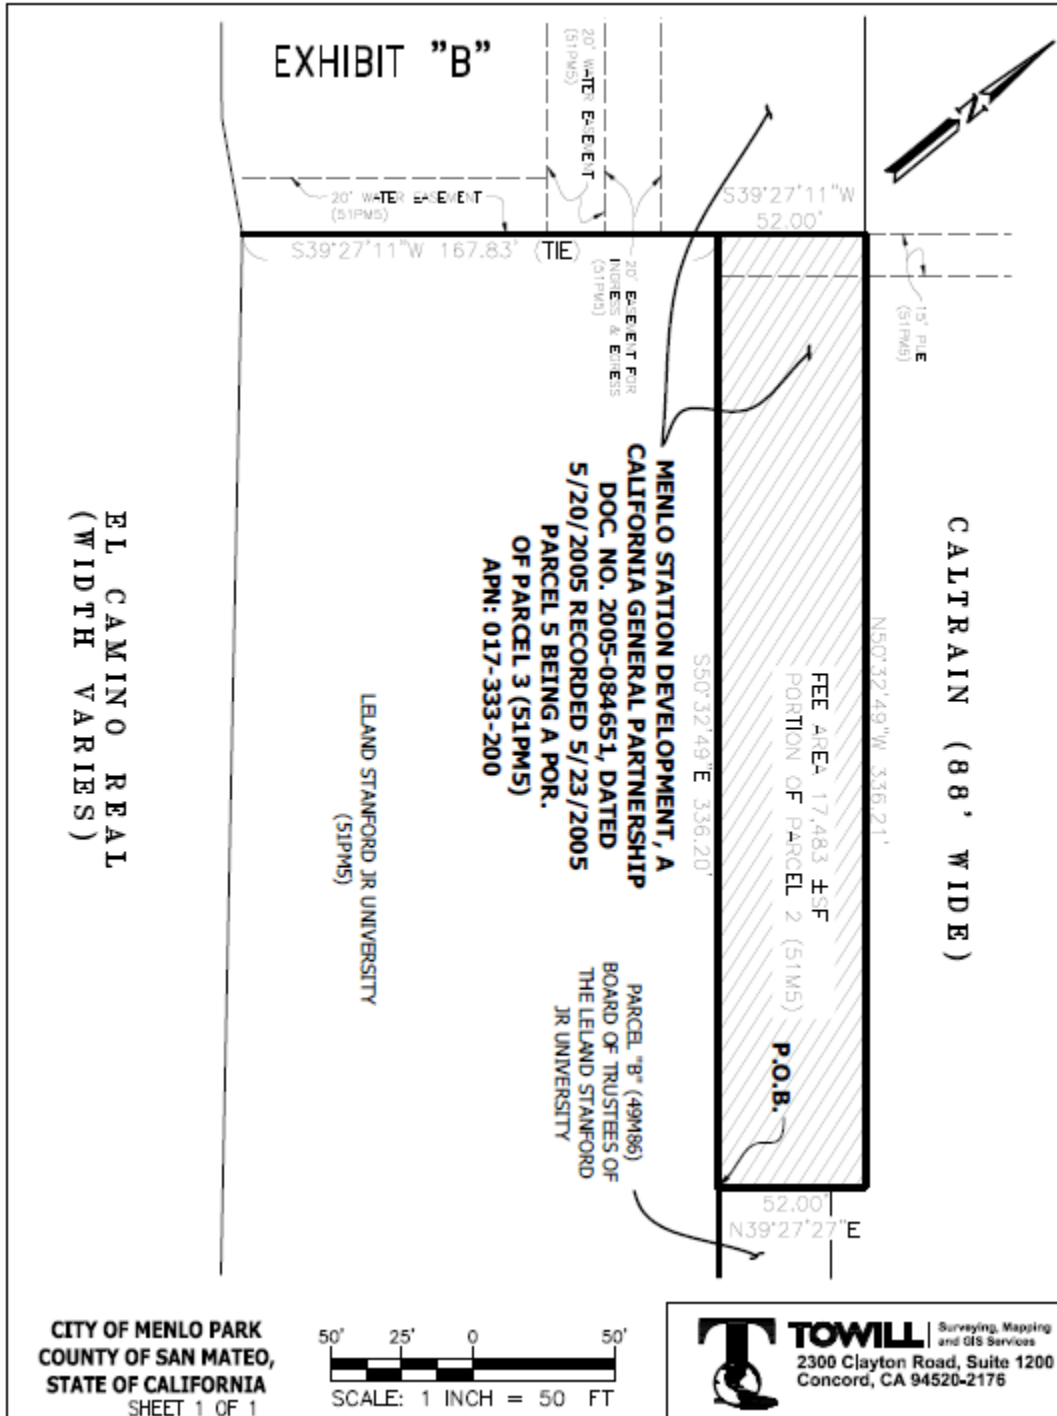 EXHIBIT "B"
20' WATER EASEMENT
(51PM5)
20' WATER EASEMENT
(51PM5)
S39°27'11"W 167.83' (TIE)
20' EASEMENT FOR
INGRESS & EGRESS
(51PM5)
N
S39°27'11"W
52.00'
15' PLE
(51PM5)
MENLO STATION DEVELOPMENT, A
CALIFORNIA GENERAL PARTNERSHIP
DOC. NO. 2005-084651, DATED
5/20/2005 RECORDED 5/23/2005
PARCEL 5 BEING A POR.
OF PARCEL 3 (51PM5)
APN: 017-333-200
CALTRAIN (88' WIDE)
N50°32'49"W 336.21'
FEE AREA 17,483 ±SF
PORTION OF PARCEL 2 (51M5)
S50°32'49"E 336.20'
EL CAMINO REAL
(WIDTH VARIES)
LELAND STANFORD JR UNIVERSITY
(51PM5)
PARCEL "B" (49M86)
BOARD OF TRUSTEES OF
THE LELAND STANFORD
JR UNIVERSITY
P.O.B.
52.00'
N39°27'27"E
CITY OF MENLO PARK
COUNTY OF SAN MATEO,
STATE OF CALIFORNIA
SHEET 1 OF 1
50' 25' 0 50'
SCALE: 1 INCH = 50 FT
TOWILL
Surveying, Mapping
and GIS Services
2300 Clayton Road, Suite 1200
Concord, CA 94520-2176